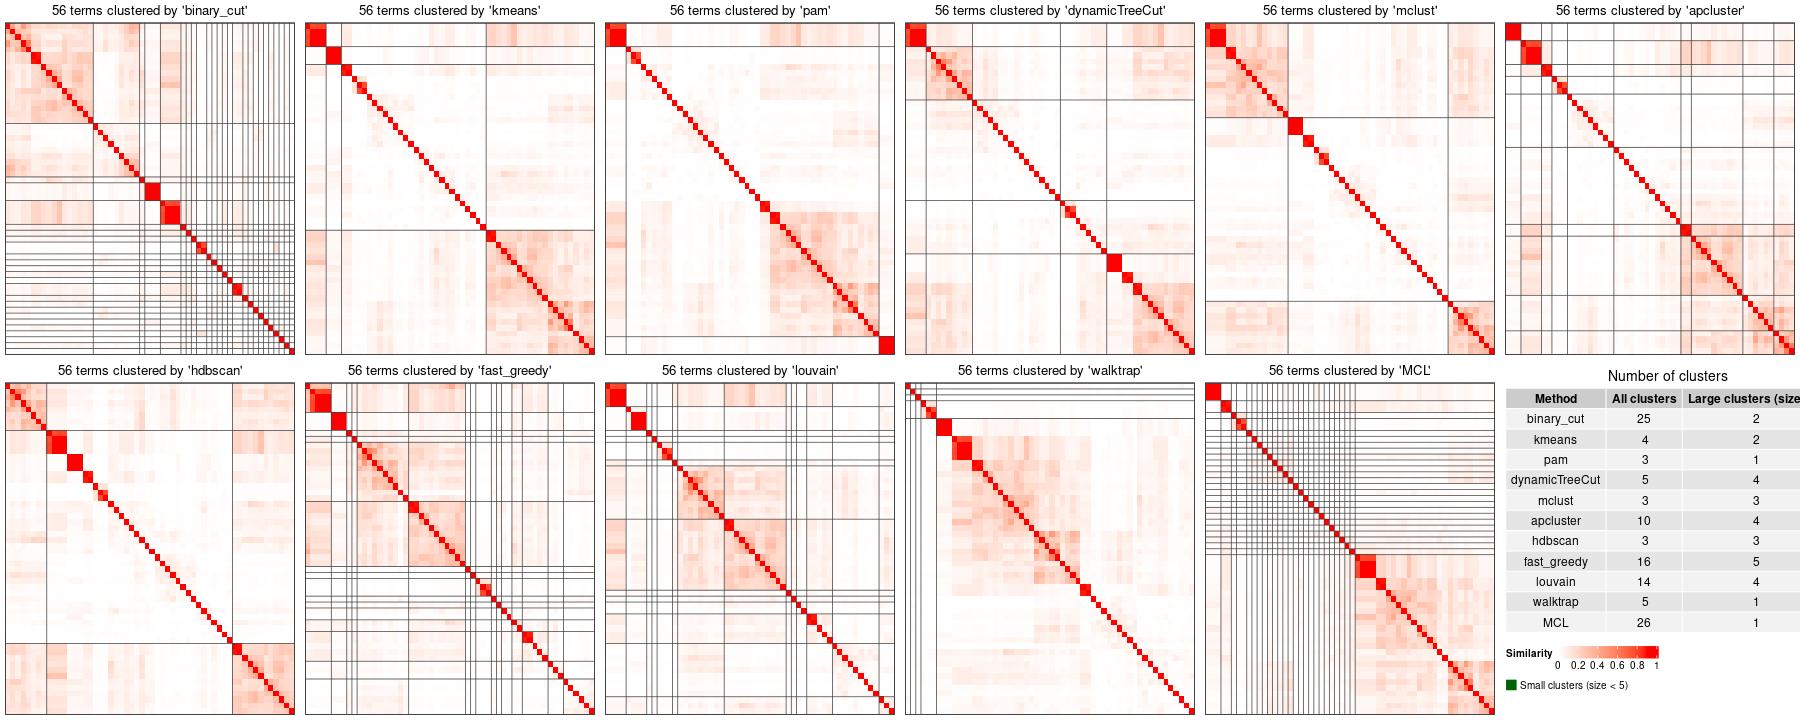 56 terms clustered by 'binary_cut'
56 terms clustered by 'kmeans'
56 terms clustered by 'pam'
56 terms clustered by 'dynamicTreeCut'
56 terms clustered by 'mclust'
56 terms clustered by 'apcluster'
56 terms clustered by 'hdbscan'
56 terms clustered by 'fast_greedy'
56 terms clustered by 'louvain'
56 terms clustered by 'walktrap'
56 terms clustered by 'MCL'
Number of clusters
Method All clusters Large clusters (size
binary_cut 25 2
kmeans 4 2
pam 3 1
dynamicTreeCut 5 4
mclust 3 3
apcluster 10 4
hdbscan 3 3
fast_greedy 16 5
louvain 14 4
walktrap 5 1
MCL 26 1
Similarity
0 0.2 0.4 0.6 0.8 1
Small clusters (size < 5)